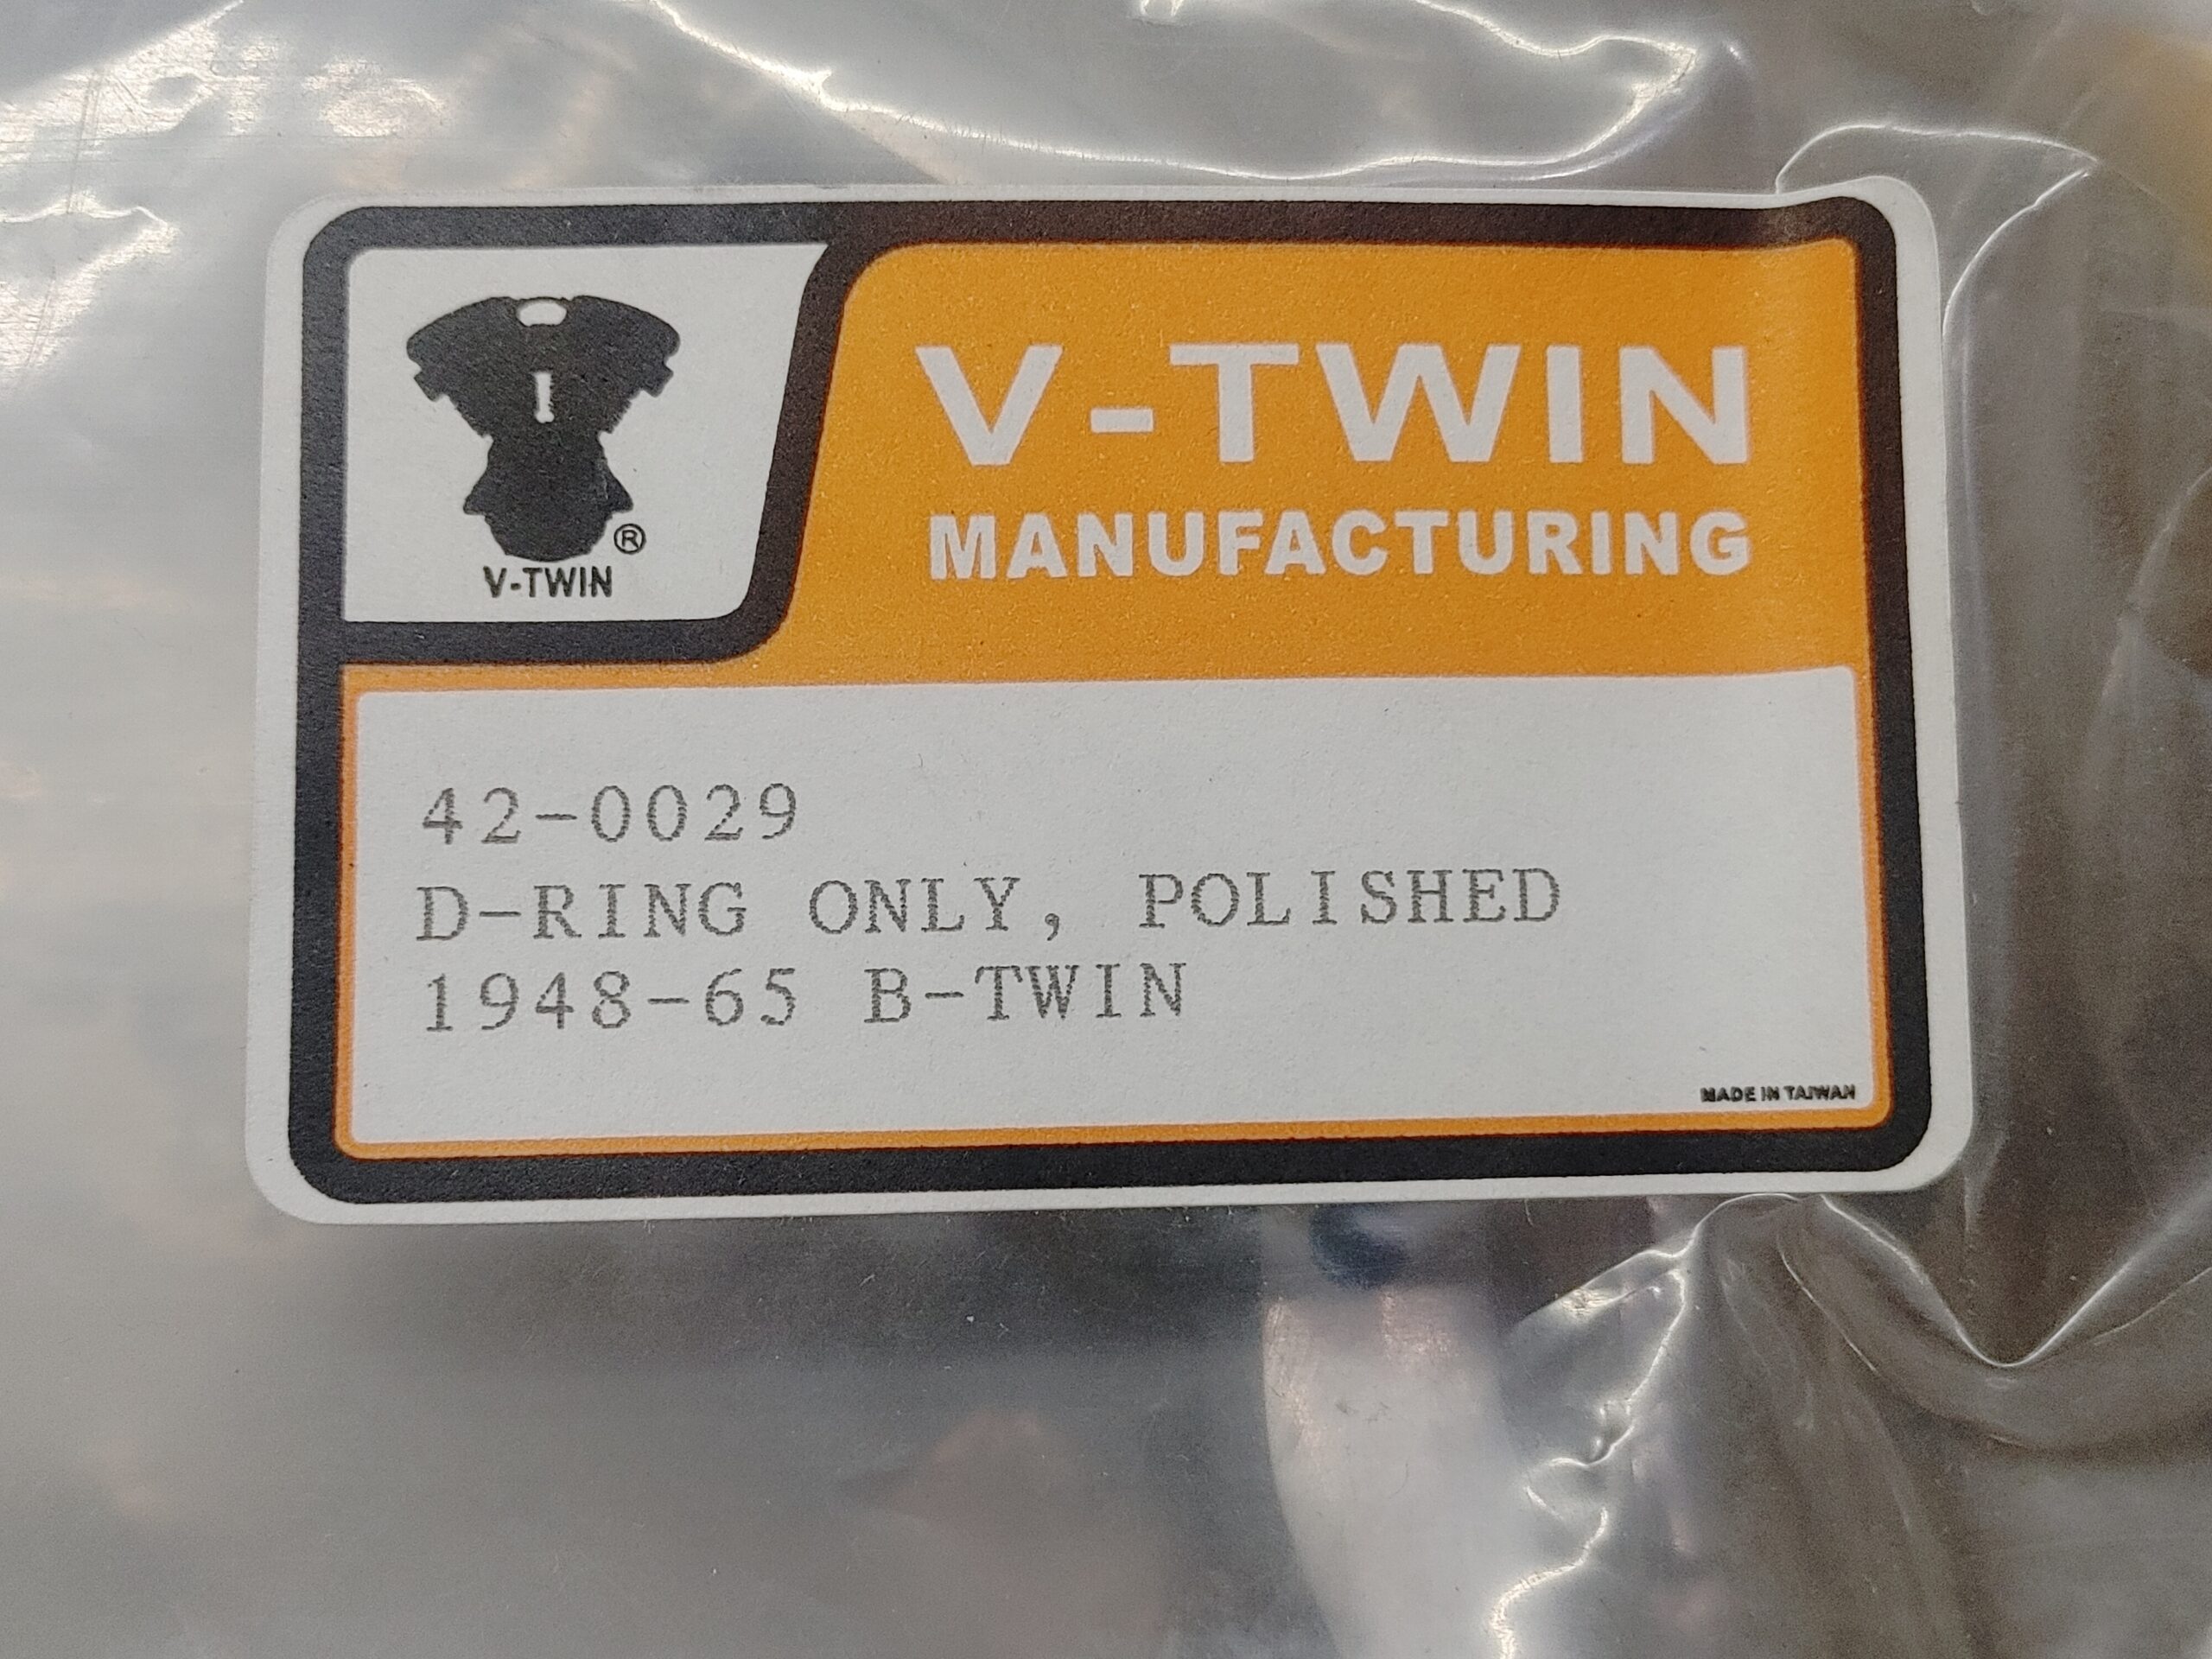 V-TWIN
MANUFACTURING
®
V-TWIN
42-0029
D-RING ONLY, POLISHED
1948-65 B-TWIN
MADE IN TAIWAN